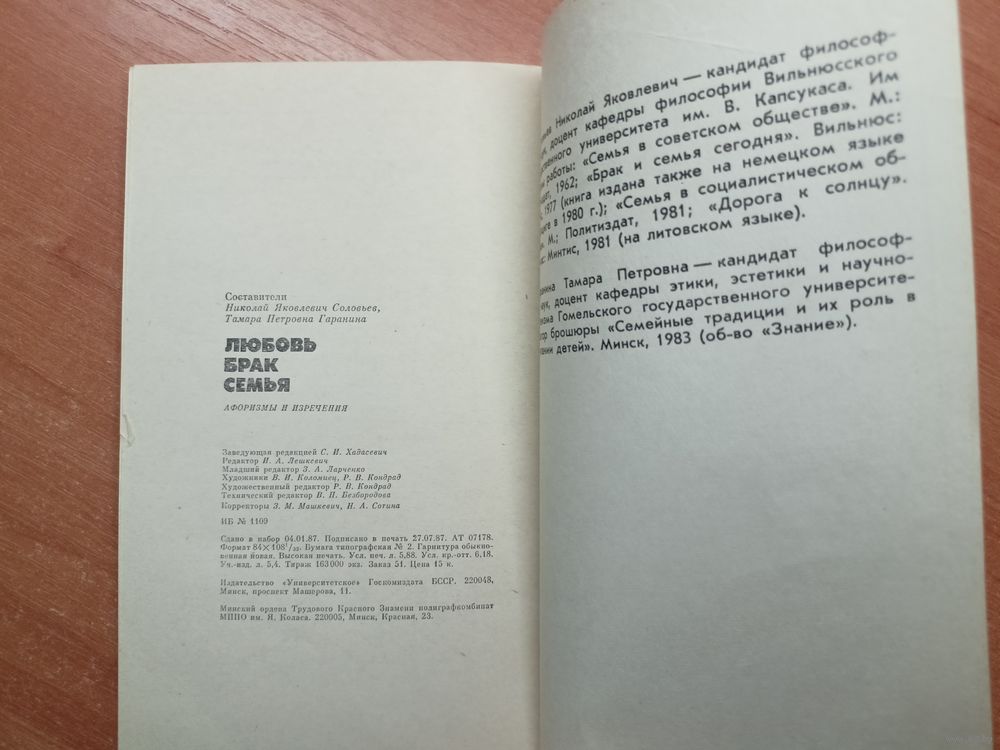 Составители
Николай Яковлевич Соловьев,
Тамара Петровна Гаранина
ЛЮБОВЬ
БРАК
СЕМЬЯ
АФОРИЗМЫ И ИЗРЕЧЕНИЯ
Заведующая редакцией С. И. Хадасевич
Редактор И. А. Лешкевич
Младший редактор З. А. Ларченко
Художники В. И. Коломиец, Р. В. Кондрад
Художественный редактор Р. В. Кондрад
Технический редактор В. П. Безбородова
Корректоры З. М. Машкевич, Н. А. Сотина
ИБ № 1109
Сдано в набор 04.01.87. Подписано в печать 27.07.87. АТ 07178.
Формат 84×108¹/₃₂. Бумага типографская № 2. Гарнитура обыкно-
венная новая. Высокая печать. Усл. печ. л. 5,88. Усл. кр.-отт. 6,18.
Уч.-изд. л. 5,4. Тираж 163 000 экз. Заказ 51. Цена 15 к.
Издательство «Университетское» Госкомиздата БССР. 220048,
Минск, проспект Машерова, 11.
Минский ордена Трудового Красного Знамени полиграфкомбинат
МППО им. Я. Коласа. 220005, Минск, Красная, 23.
Николай Яковлевич — кандидат философ-
доцент кафедры философии Вильнюсского
университета им. В. Капсукаса. Им
работы: «Семья в советском обществе». М.:
1962; «Брак и семья сегодня». Вильнюс:
1977 (книга издана также на немецком языке
в 1980 г.); «Семья в социалистическом об-
М.: Политиздат, 1981; «Дорога к солнцу».
Минтис, 1981 (на литовском языке).
Тамара Петровна — кандидат философ-
доцент кафедры этики, эстетики и научно-
Гомельского государственного университе-
брошюры «Семейные традиции и их роль в
детей». Минск, 1983 (об-во «Знание»).